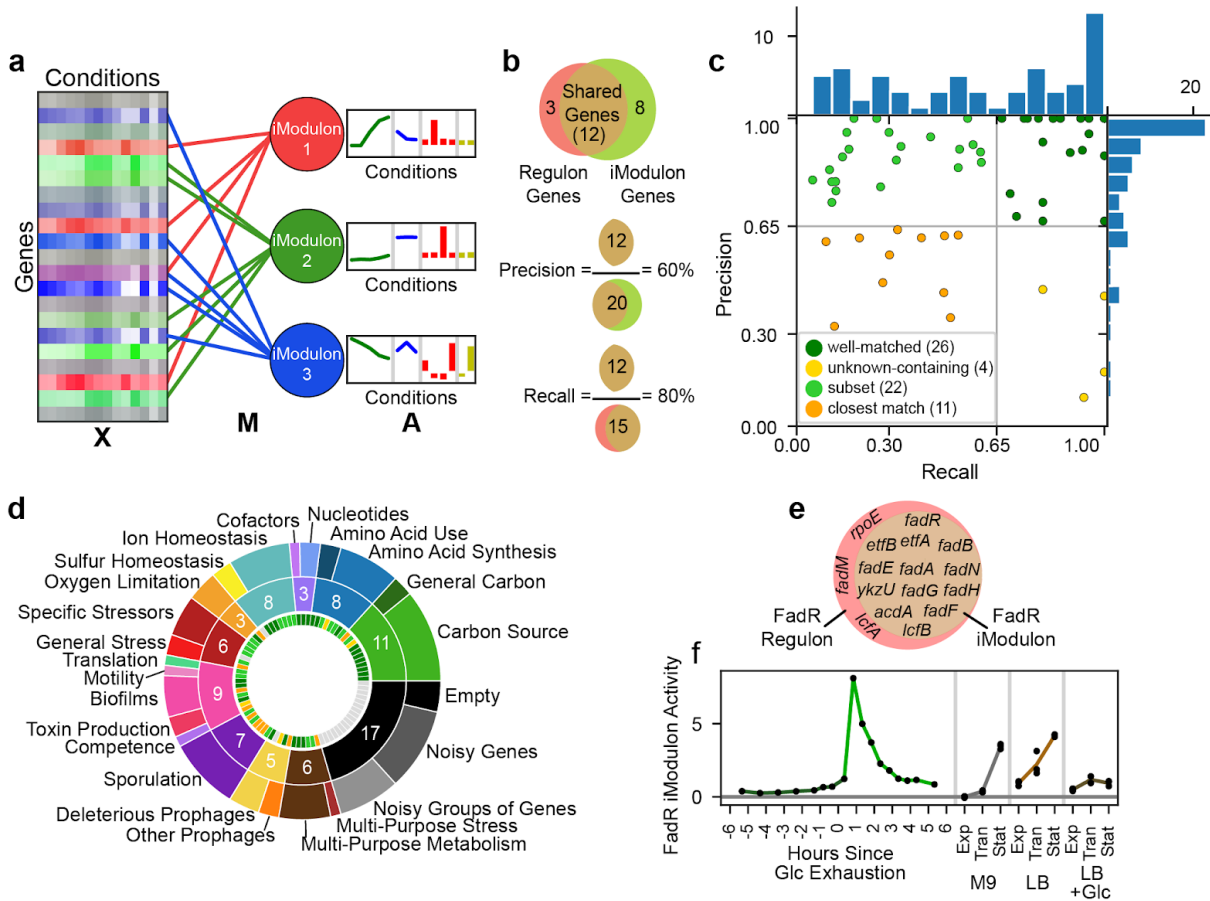 a
Conditions
Genes
X
M
A
iModulon
1
iModulon
2
iModulon
3
Conditions
Conditions
Conditions
b
3
Shared
Genes
(12)
8
Regulon
Genes
iModulon
Genes
12
Precision = = 60%
20
12
Recall = = 80%
15
c
10
20
1.00
0.65
0.30
0.00
Precision
0.00
0.30
0.65
1.00
Recall
well-matched (26)
unknown-containing (4)
subset (22)
closest match (11)
d
Cofactors
Nucleotides
Ion Homeostasis
Amino Acid Use
Amino Acid Synthesis
Sulfur Homeostasis
Oxygen Limitation
General Carbon
Specific Stressors
Carbon Source
General Stress
Translation
Motility
Biofilms
Empty
Toxin Production
Competence
Noisy Genes
Sporulation
Deleterious Prophages
Other Prophages
Noisy Groups of Genes
Multi-Purpose Stress
Multi-Purpose Metabolism
3
8
11
17
6
5
7
9
6
3
8
e
rpoE
fadR
etfB
etfA
fadB
fadM
fadE
fadA
fadN
ykzU
fadG
fadH
acdA
fadF
lcfA
lcfB
FadR
Regulon
FadR
iModulon
f
FadR iModulon Activity
5
0
-6
-5
-4
-3
-2
-1
0
1
2
3
4
5
6
Hours Since
Glc Exhaustion
Exp
Tran
Stat
M9
Exp
Tran
Stat
LB
Exp
Tran
Stat
LB
+Glc